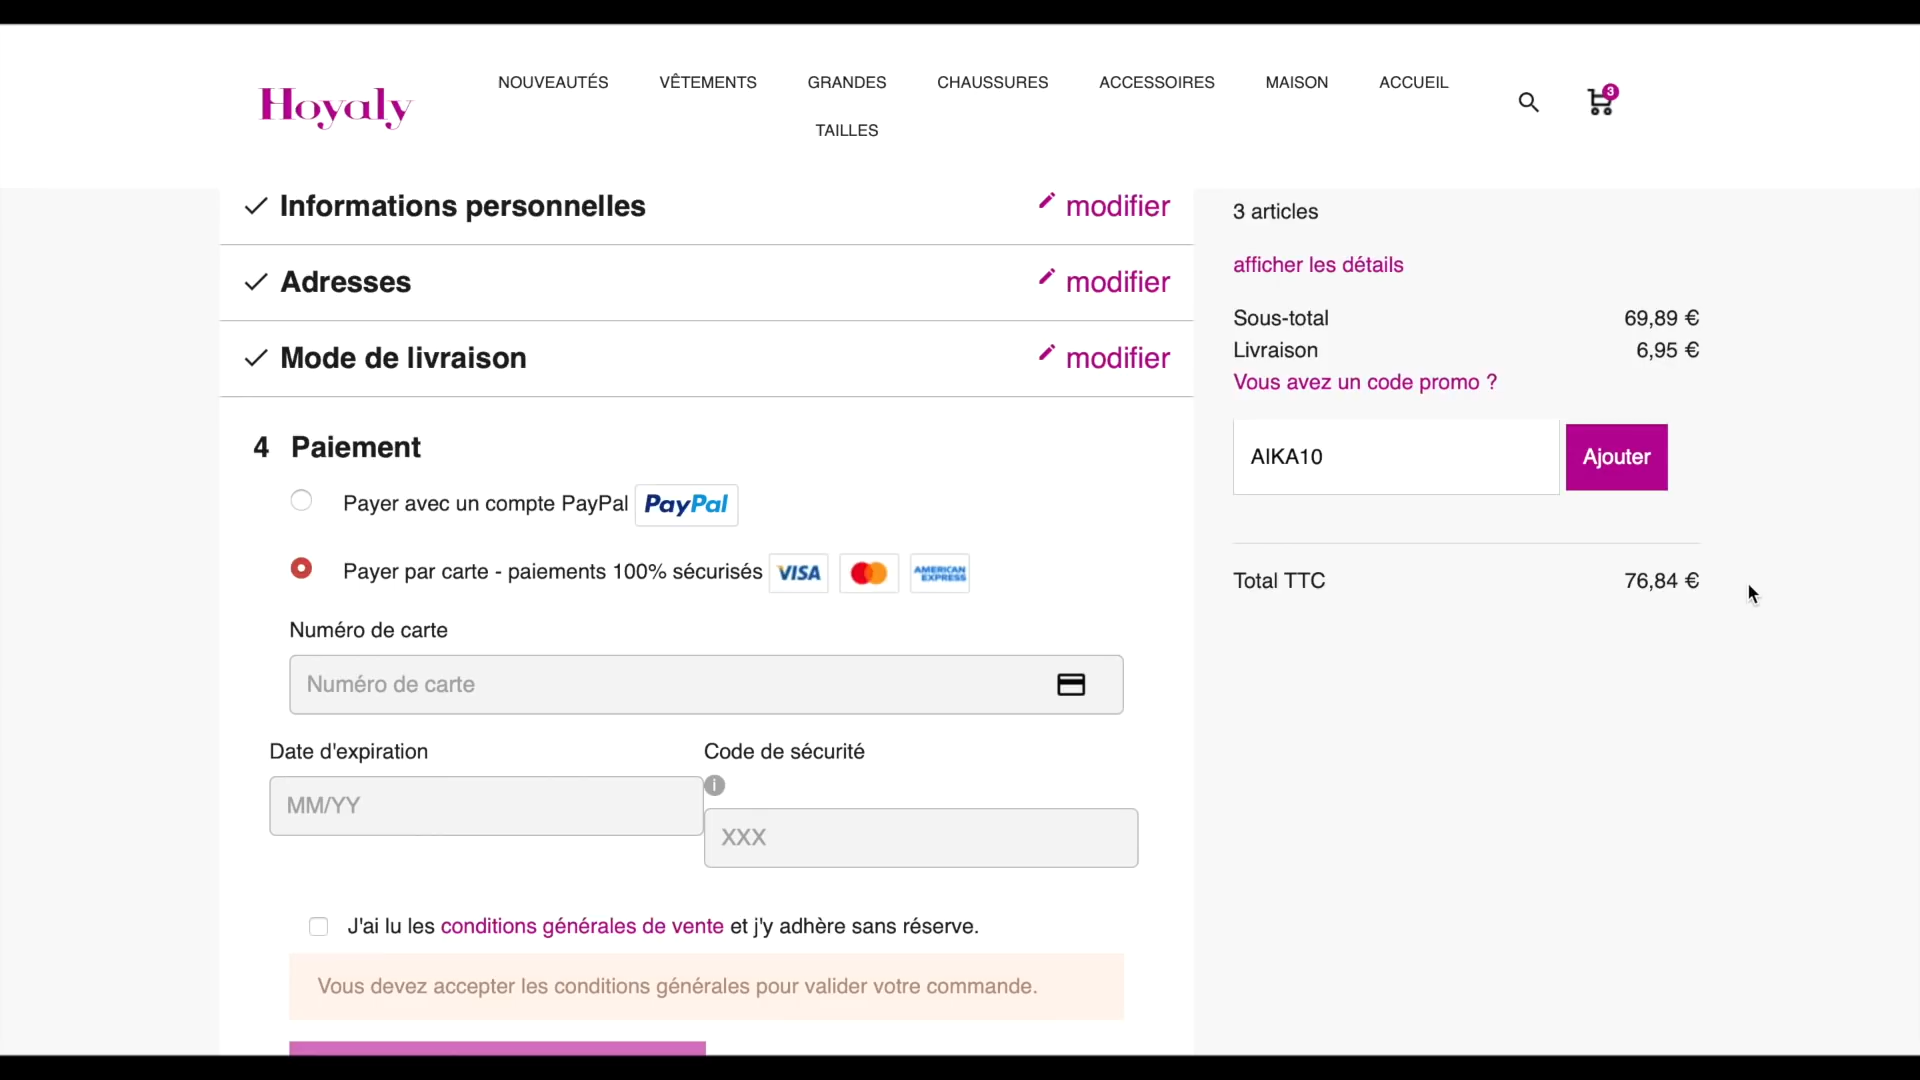 Hoyaly
NOUVEAUTÉS
VÊTEMENTS
GRANDES
TAILLES
CHAUSSURES
ACCESSOIRES
MAISON
ACCUEIL
3
Informations personnelles
modifier
Adresses
modifier
Mode de livraison
modifier
4 Paiement
Payer avec un compte PayPal PayPal
Payer par carte - paiements 100% sécurisés VISA AMERICAN EXPRESS
Numéro de carte
Numéro de carte
Date d'expiration
MM/YY
Code de sécurité
i
XXX
J'ai lu les conditions générales de vente et j'y adhère sans réserve.
Vous devez accepter les conditions générales pour valider votre commande.
3 articles
afficher les détails
Sous-total 69,89 €
Livraison 6,95 €
Vous avez un code promo ?
AIKA10 Ajouter
Total TTC 76,84 €